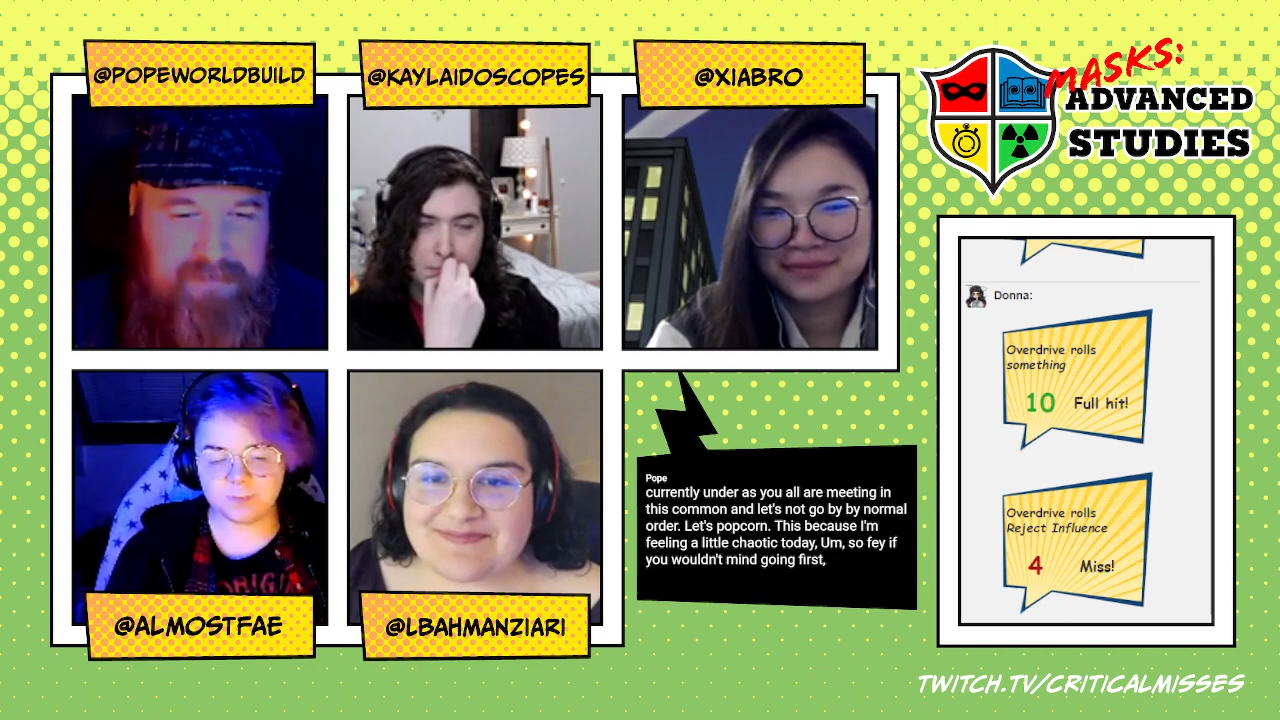 @POPEWORLDBUILD
@KAYLAIDOSCOPES
@XIABRO
MASKS:
ADVANCED
STUDIES
Donna:
Overdrive rolls
something
10 Full hit!
Overdrive rolls
Reject Influence
4 Miss!
Pope
currently under as you all are meeting in
this common and let's not go by by normal
order. Let's popcorn. This because I'm
feeling a little chaotic today, Um, so fey if
you wouldn't mind going first,
ORIGI
@ALMOSTFAE
@LBAHMANZIARI
TWITCH.TV/CRITICALMISSES